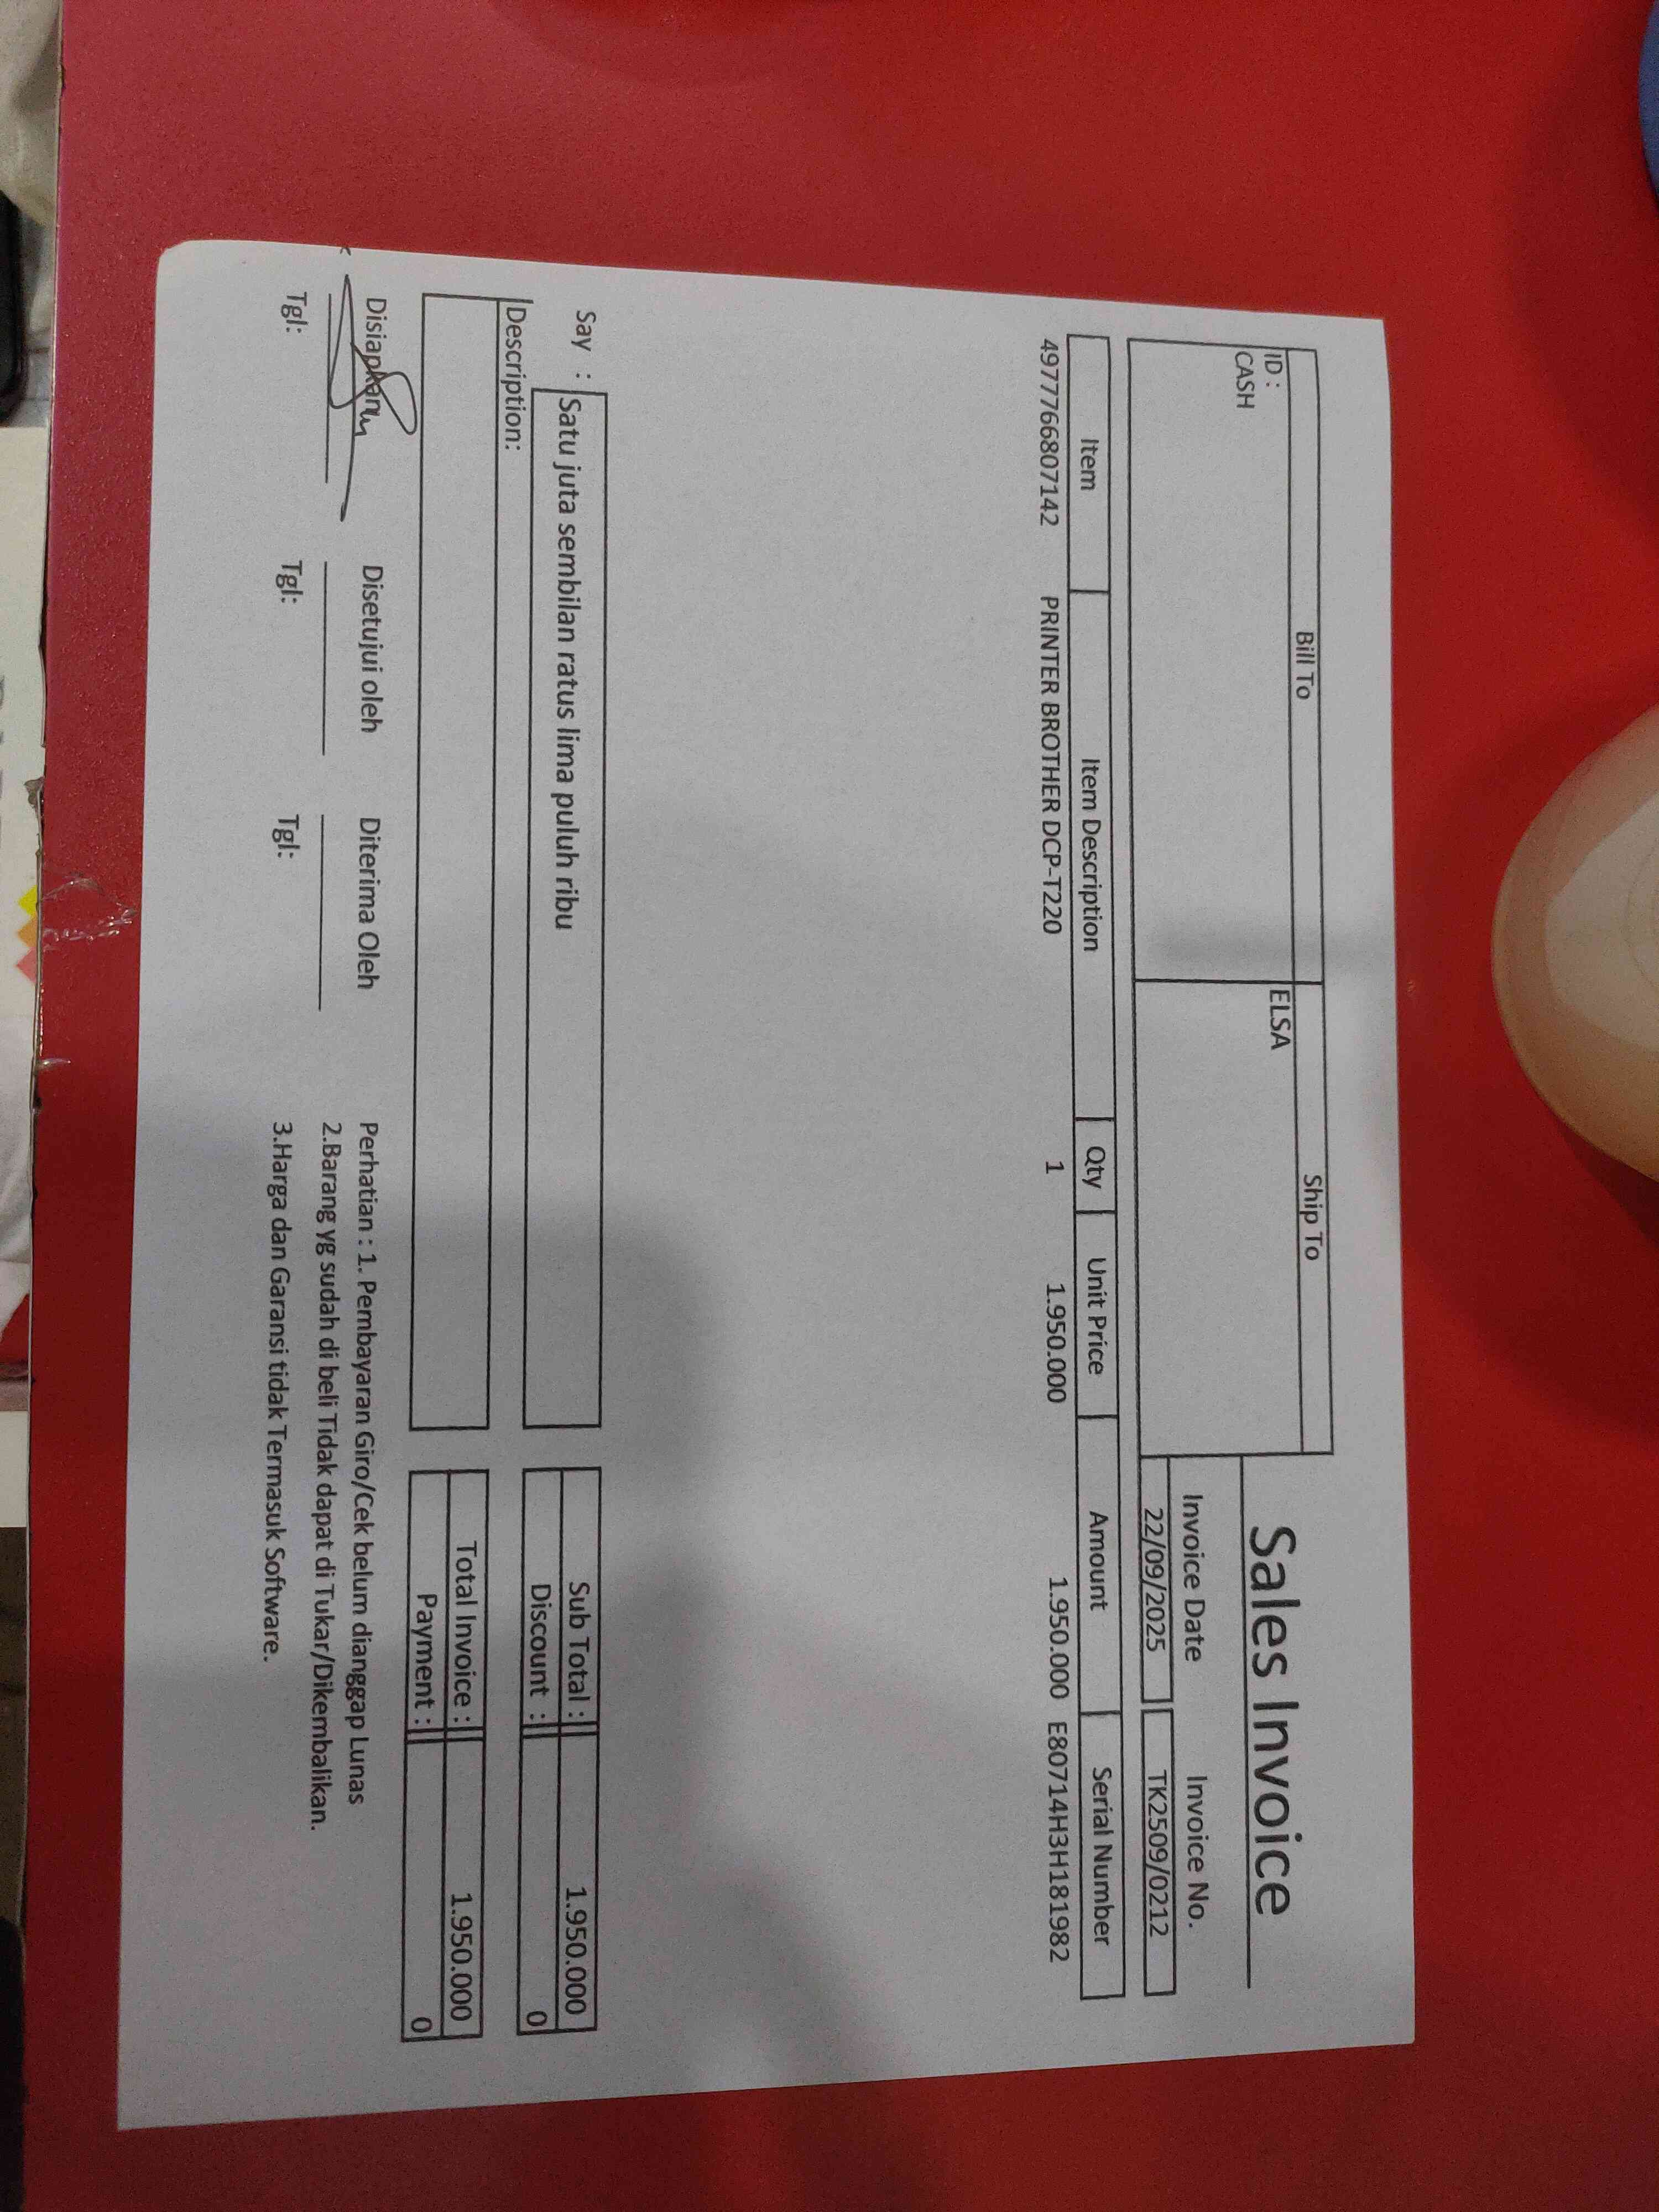 Sales Invoice
Bill To Ship To
ID : ELSA
CASH
Invoice Date Invoice No.
22/09/2025 TK2509/0212
Item Item Description Qty Unit Price Amount Serial Number
4977766807142 PRINTER BROTHER DCP-T220 1 1.950.000 1.950.000 E80714H3H181982
Say : Satu juta sembilan ratus lima puluh ribu
Sub Total : 1.950.000
Discount : 0
Description:
Total Invoice : 1.950.000
Payment : 0
Disiapkan Disetujui oleh Diterima Oleh
Tgl: Tgl: Tgl:
Perhatian : 1. Pembayaran Giro/Cek belum dianggap Lunas
2.Barang yg sudah di beli Tidak dapat di Tukar/Dikembalikan.
3.Harga dan Garansi tidak Termasuk Software.